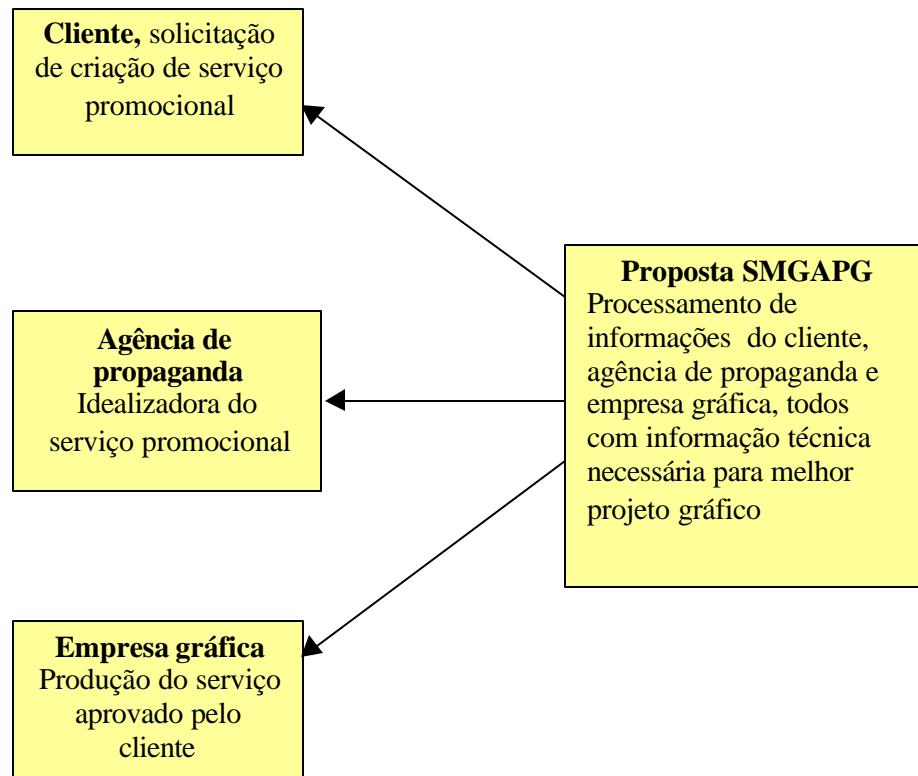 Cliente, solicitação
de criação de serviço
promocional
Agência de
propaganda
Idealizadora do
serviço promocional
Proposta SMGAPG
Processamento de
informações do cliente,
agência de propaganda e
empresa gráfica, todos
com informação técnica
necessária para melhor
projeto gráfico
Empresa gráfica
Produção do serviço
aprovado pelo
cliente